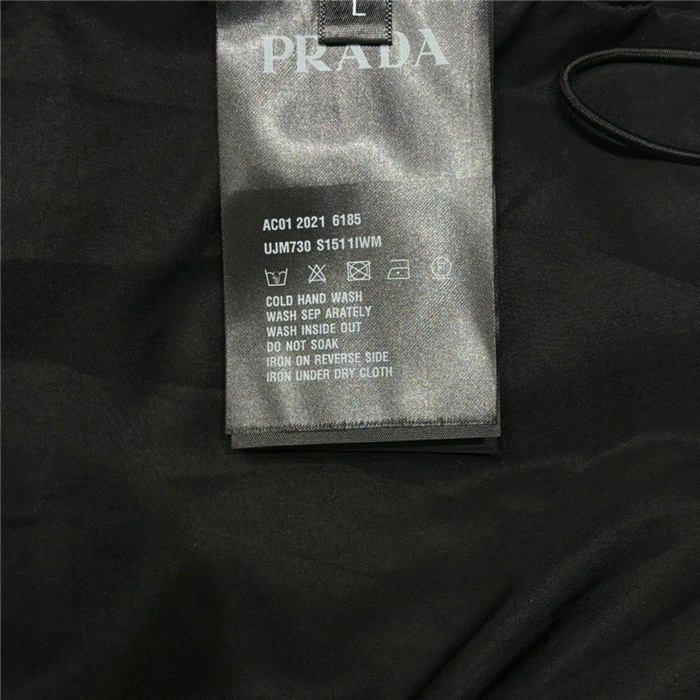 L
PRADA
AC01 2021 6185
UJM730 S1511IWM
P
COLD HAND WASH
WASH SEP ARATELY
WASH INSIDE OUT
DO NOT SOAK
IRON ON REVERSE SIDE
IRON UNDER DRY CLOTH